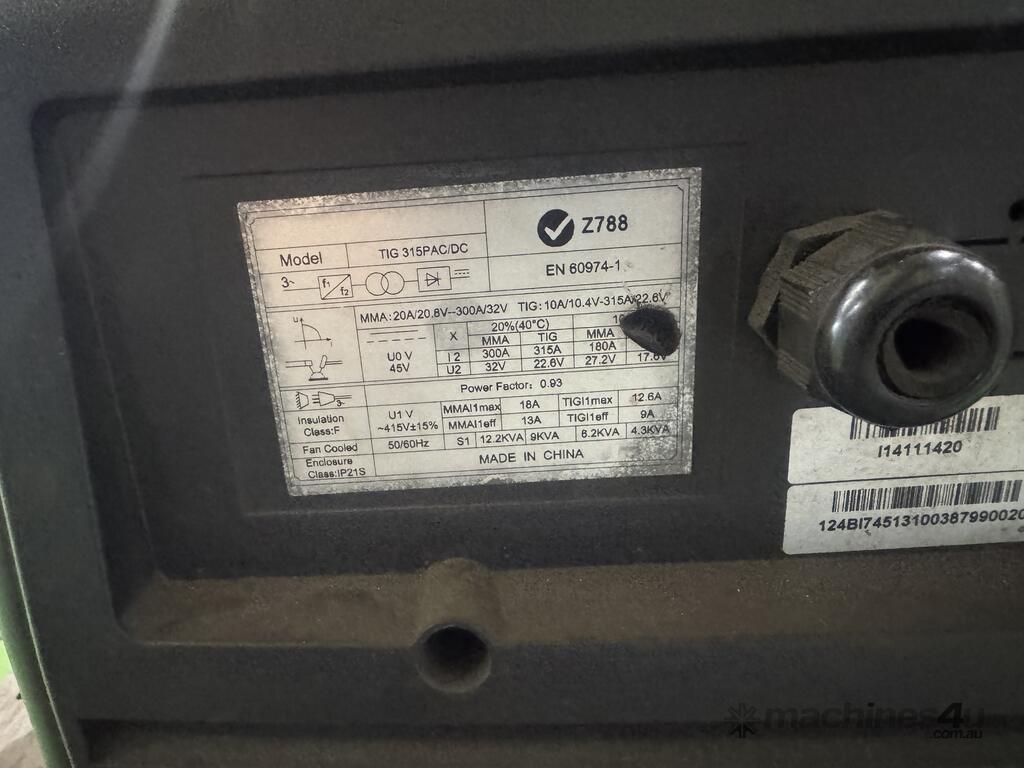 Z788
Model TIG 315PAC/DC
EN 60974-1
3~ f1 f2
MMA:20A/20.8V--300A/32V TIG:10A/10.4V-315A/22.6V
X 20%(40°C)
MMA TIG MMA
U0 V I2 300A 315A 180A
45V U2 32V 22.6V 27.2V 17.6V
Power Factor: 0.93
Insulation Class:F
U1 V ~415V±15% MMAI1max 18A TIGI1max 12.6A
MMAI1eff 13A TIGI1eff 9A
Fan Cooled 50/60Hz S1 12.2KVA 9KVA 6.2KVA 4.3KVA
Enclosure Class:IP21S
MADE IN CHINA
I14111420
124BI7451310038799002
machines4u
.com.au